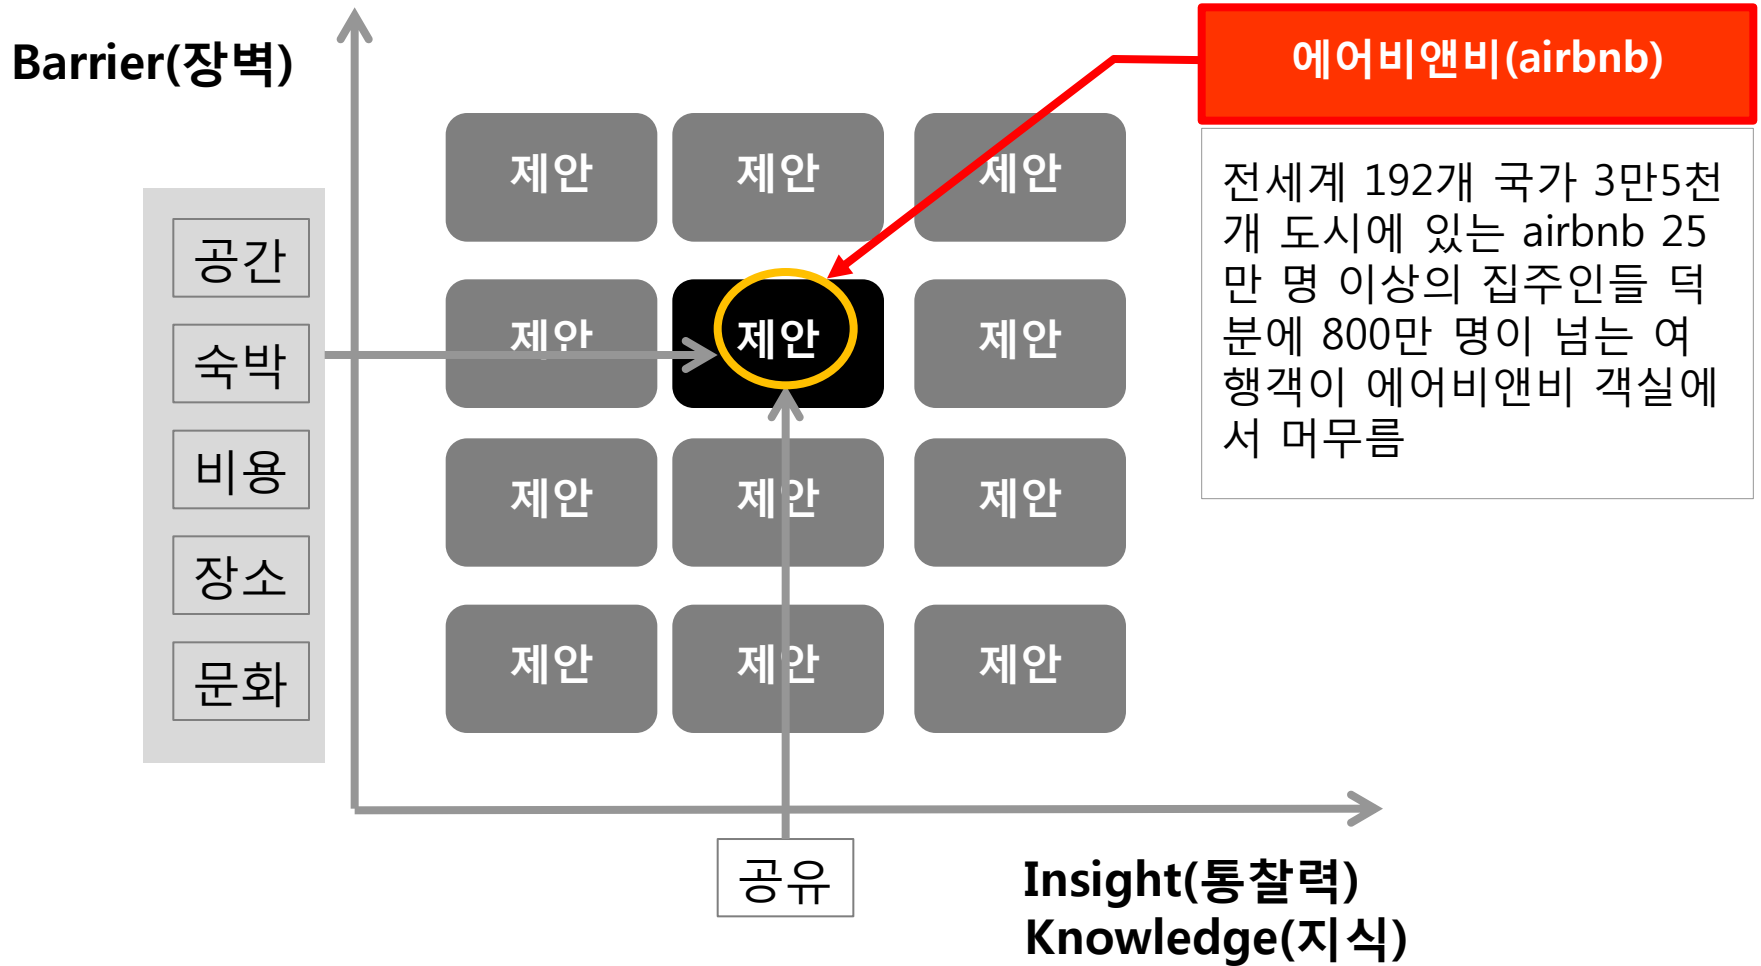 Barrier(장벽)
에어비앤비(airbnb)
제안
제안
제안
전세계 192개 국가 3만5천
개 도시에 있는 airbnb 25
만 명 이상의 집주인들 덕
분에 800만 명이 넘는 여
행객이 에어비앤비 객실에
서 머무름
공간
숙박
비용
장소
문화
제안
제안
제안
제안
제안
제안
제안
제안
제안
공유
Insight(통찰력)
Knowledge(지식)